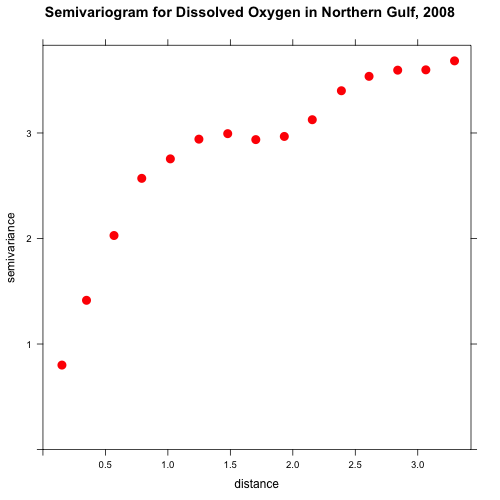 Semivariogram for Dissolved Oxygen in Northern Gulf, 2008
3
2
1
semivariance
0.5 1.0 1.5 2.0 2.5 3.0
distance